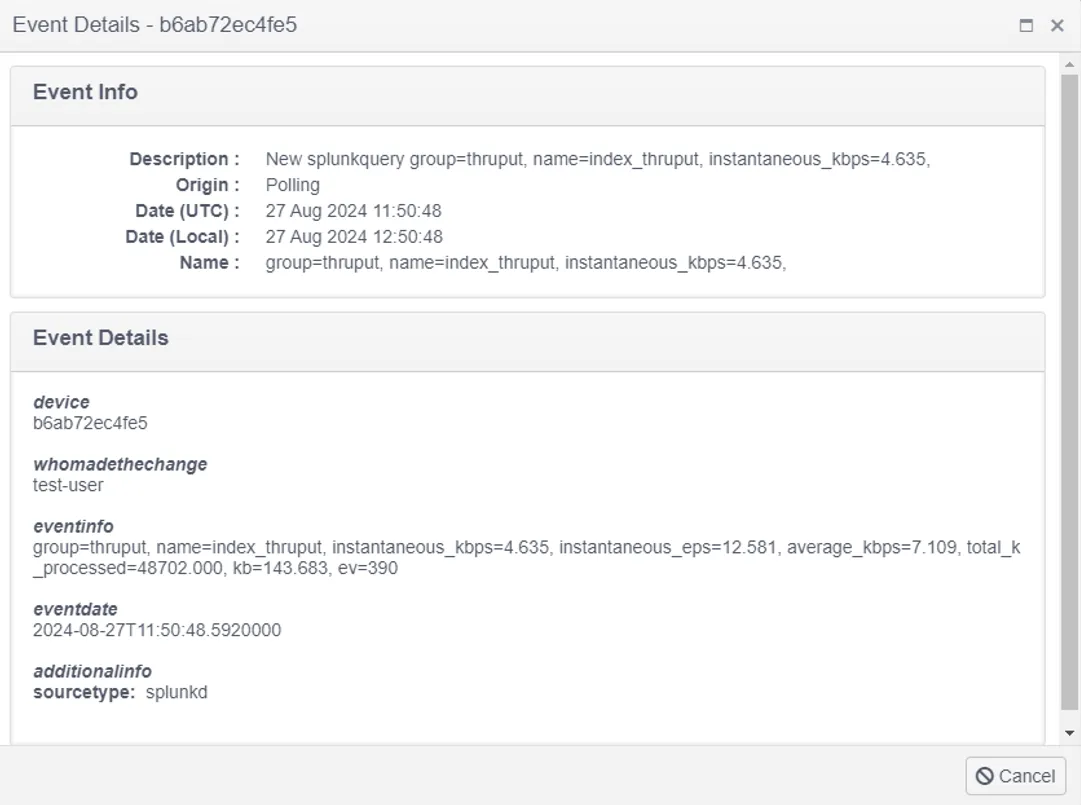 Event Details - b6ab72ec4fe5
Event Info
Description : New splunkquery group=thruput, name=index_thruput, instantaneous_kbps=4.635,
Origin : Polling
Date (UTC) : 27 Aug 2024 11:50:48
Date (Local) : 27 Aug 2024 12:50:48
Name : group=thruput, name=index_thruput, instantaneous_kbps=4.635,
Event Details
device
b6ab72ec4fe5
whomadethechange
test-user
eventinfo
group=thruput, name=index_thruput, instantaneous_kbps=4.635, instantaneous_eps=12.581, average_kbps=7.109, total_k
_processed=48702.000, kb=143.683, ev=390
eventdate
2024-08-27T11:50:48.5920000
additionalinfo
sourcetype: splunkd
Cancel